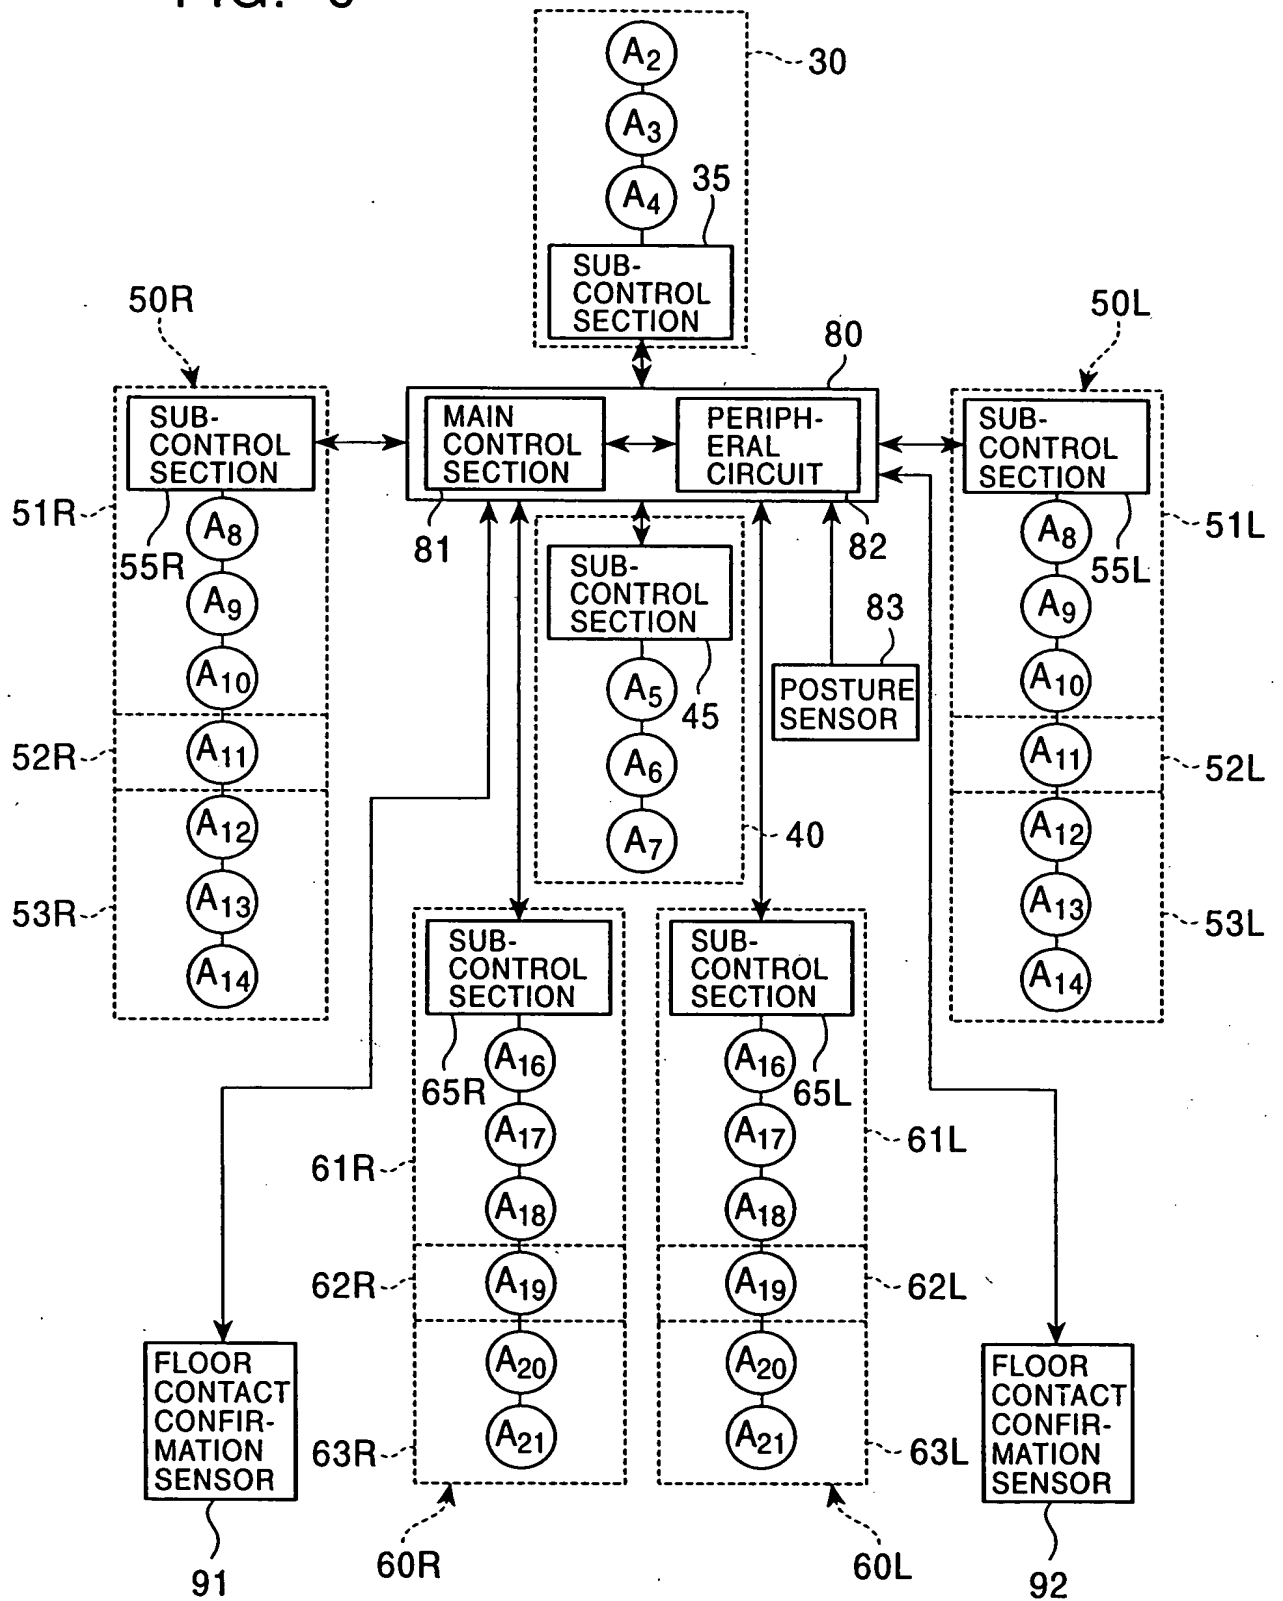 A2
30
A3
A4
35
SUB-
CONTROL
SECTION
50R
50L
80
SUB-
CONTROL
SECTION
MAIN
CONTROL
SECTION
PERIPH-
ERAL
CIRCUIT
SUB-
CONTROL
SECTION
51R
55R
81
82
51L
55L
A8
A9
A10
52R
A11
A12
53R
A13
A14
SUB-
CONTROL
SECTION
45
A5
A6
A7
40
83
POSTURE
SENSOR
A8
A9
A10
A11
52L
A12
A13
53L
A14
SUB-
CONTROL
SECTION
65R
A16
A17
61R
A18
62R
A19
A20
63R
A21
60R
SUB-
CONTROL
SECTION
65L
A16
A17
61L
A18
62L
A19
A20
63L
A21
60L
FLOOR
CONTACT
CONFIR-
MATION
SENSOR
91
FLOOR
CONTACT
CONFIR-
MATION
SENSOR
92